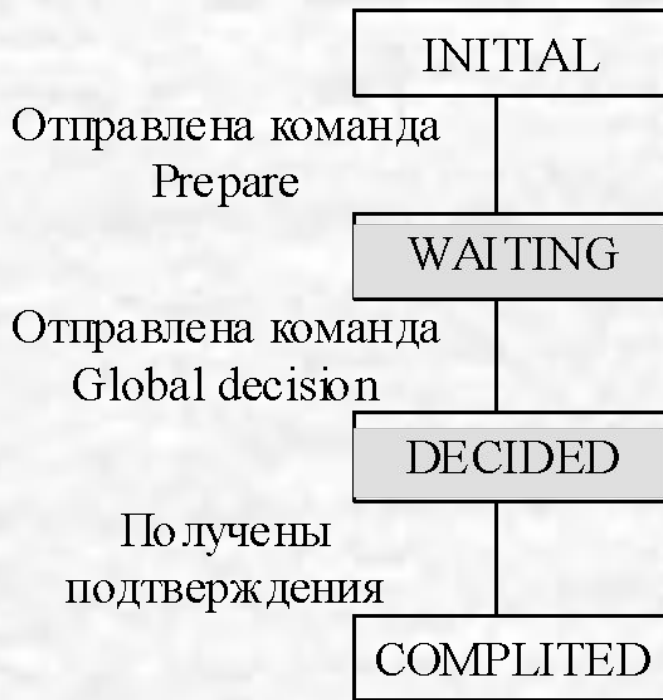 INITIAL
Отправлена команда
Prepare
WAITING
Отправлена команда
Global decision
DECIDED
Получены
подтверждения
COMPLITED